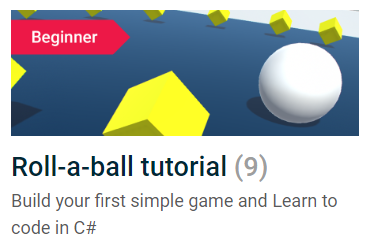 Beginner
Roll-a-ball tutorial (9)
Build your first simple game and Learn to
code in C#